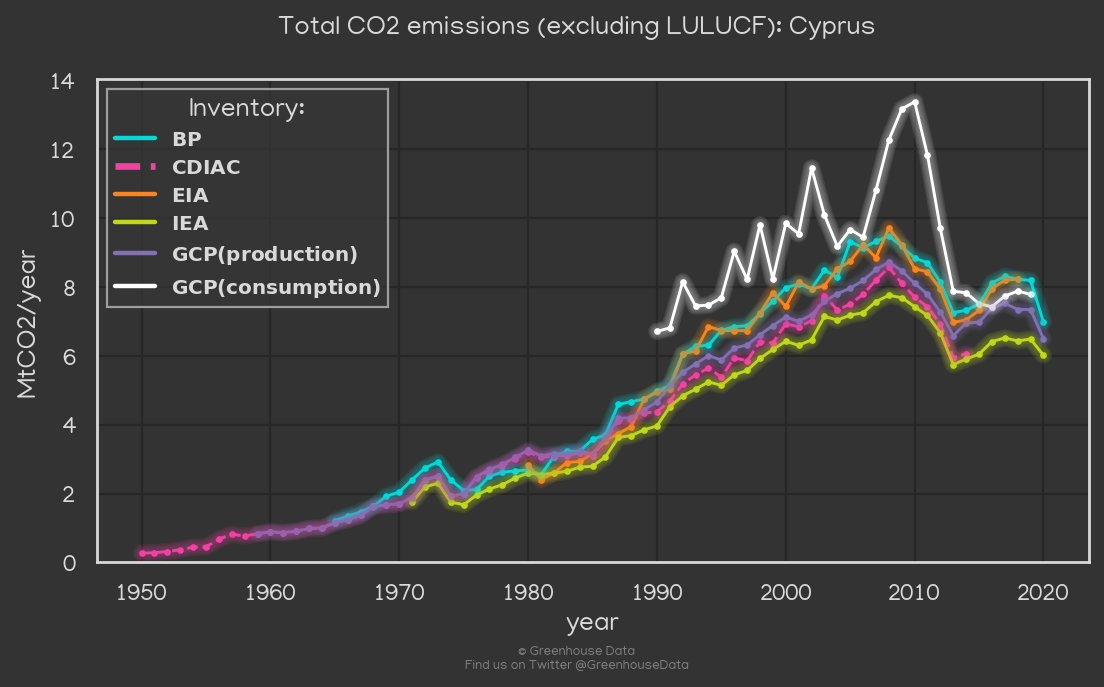 Total CO2 emissions (excluding LULUCF): Cyprus
14
12
10
8
6
4
2
0
MtCO2/year
Inventory:
BP
CDIAC
EIA
IEA
GCP(production)
GCP(consumption)
1950 1960 1970 1980 1990 2000 2010 2020
year
© Greenhouse Data
Find us on Twitter @GreenhouseData